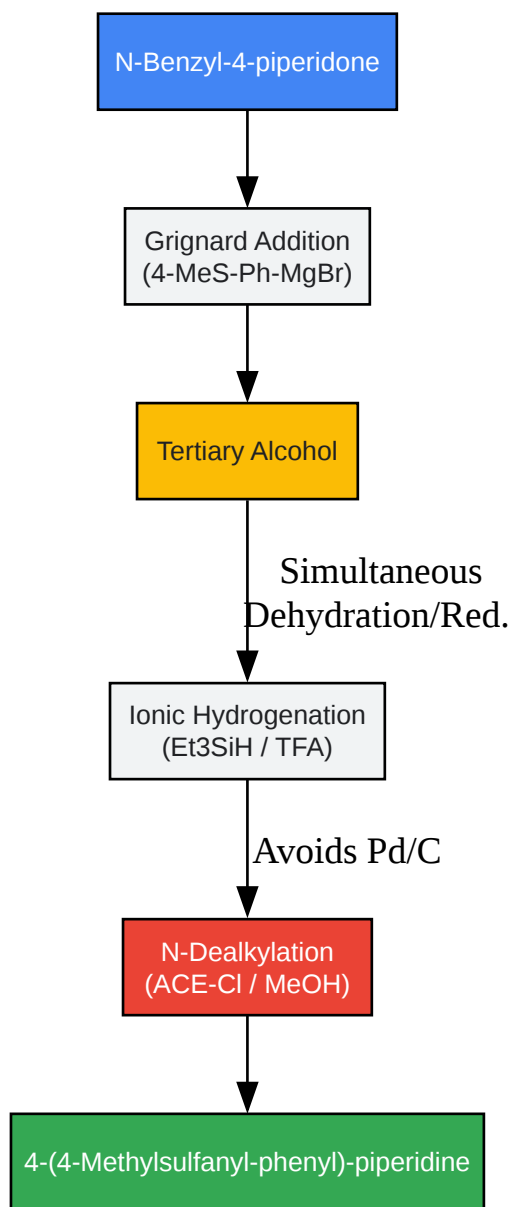 N-Benzyl-4-piperidone
Grignard Addition
(4-MeS-Ph-MgBr)
Tertiary Alcohol
Simultaneous
Dehydration/Red.
Ionic Hydrogenation
(Et3SiH / TFA)
Avoids Pd/C
N-Dealkylation
(ACE-Cl / MeOH)
4-(4-Methylsulfanyl-phenyl)-piperidine